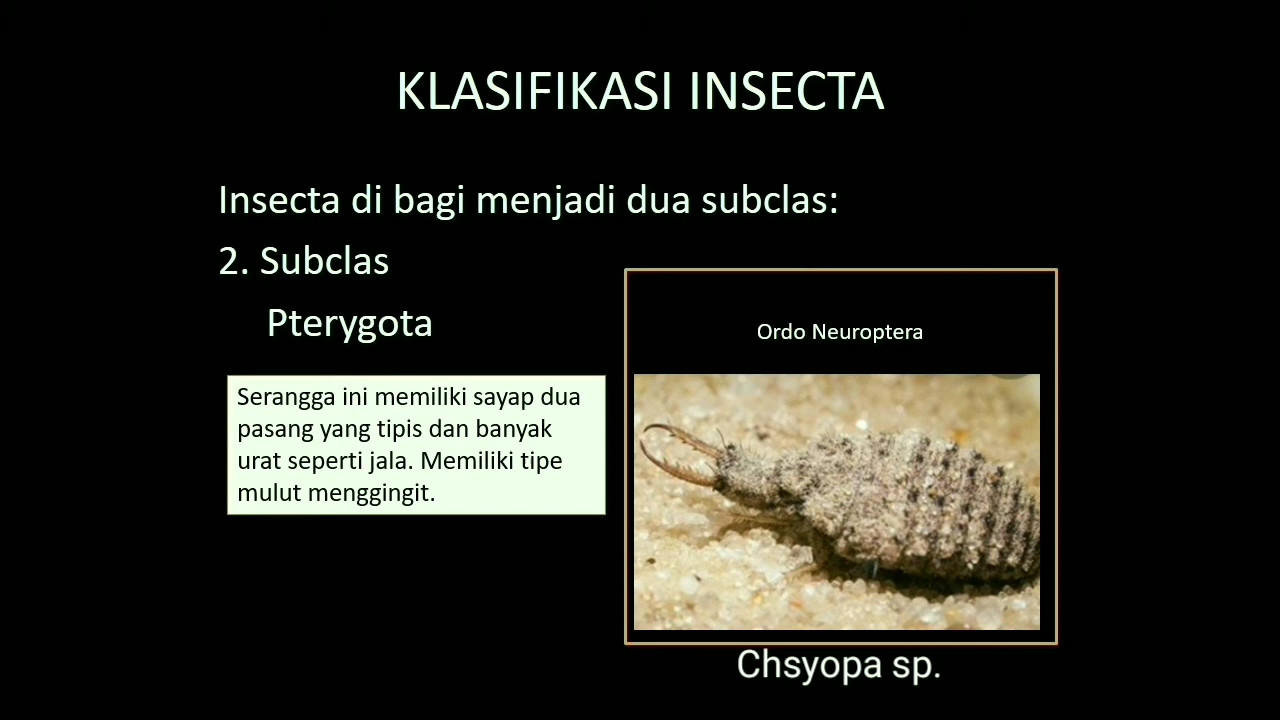 KLASIFIKASI INSECTA
Insecta di bagi menjadi dua subclas:
2. Subclas
Pterygota
Serangga ini memiliki sayap dua
pasang yang tipis dan banyak
urat seperti jala. Memiliki tipe
mulut menggingit.
Ordo Neuroptera
Chsyopa sp.